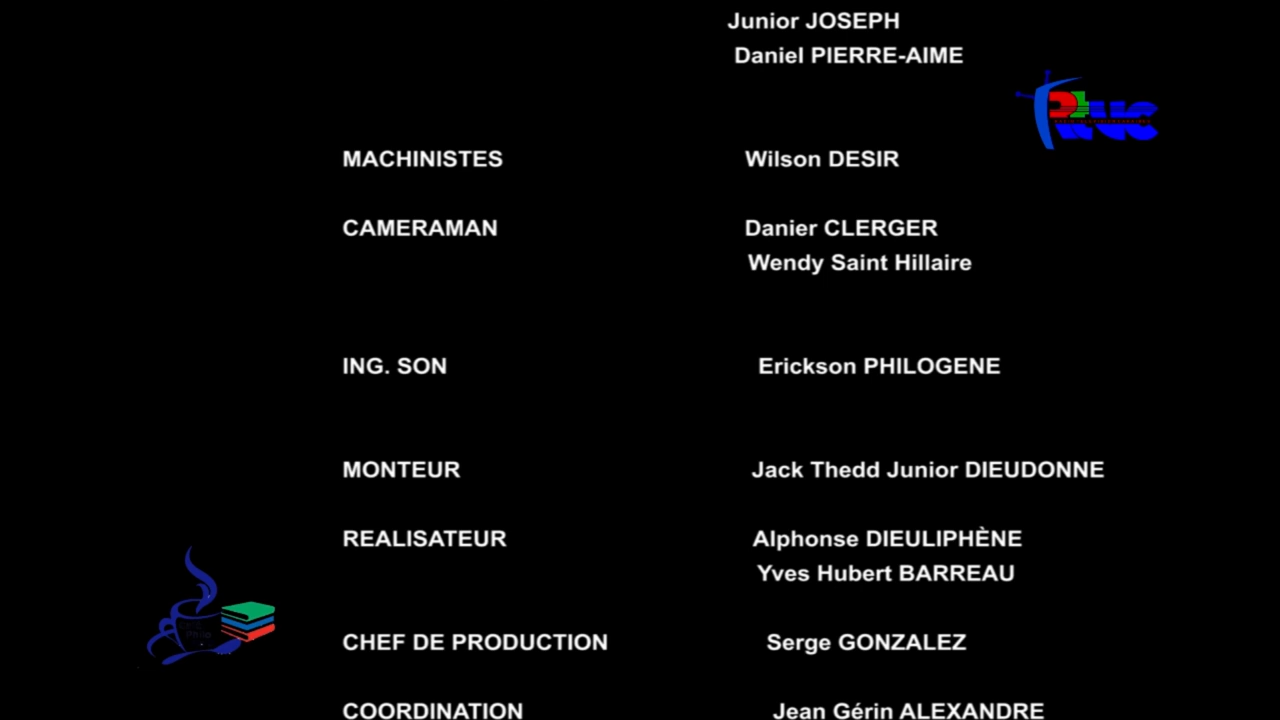 Junior JOSEPH
Daniel PIERRE-AIME
MACHINISTES Wilson DESIR
CAMERAMAN Danier CLERGER
Wendy Saint Hillaire
ING. SON Erickson PHILOGENE
MONTEUR Jack Thedd Junior DIEUDONNE
REALISATEUR Alphonse DIEULIPHÈNE
Yves Hubert BARREAU
CHEF DE PRODUCTION Serge GONZALEZ
COORDINATION Jean Gérin ALEXANDRE